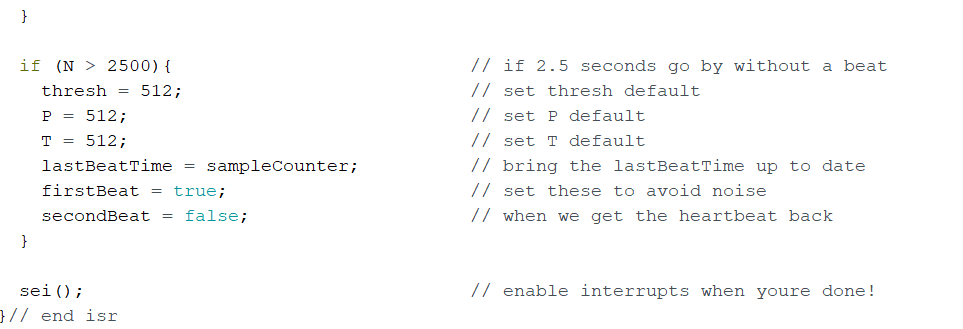 }
if (N > 2500){ // if 2.5 seconds go by without a beat
thresh = 512; // set thresh default
P = 512; // set P default
T = 512; // set T default
lastBeatTime = sampleCounter; // bring the lastBeatTime up to date
firstBeat = true; // set these to avoid noise
secondBeat = false; // when we get the heartbeat back
}
sei(); // enable interrupts when youre done!
}// end isr